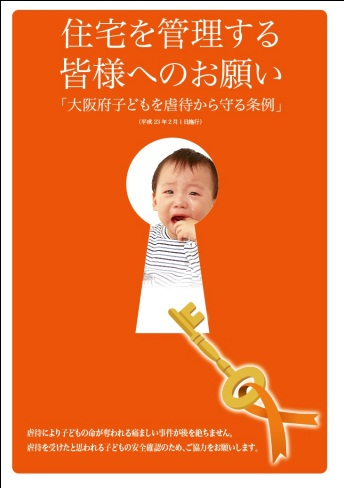 住宅を管理する
皆様へのお願い
「大阪府子どもを虐待から守る条例」
（平成23年2月1日施行）
虐待により子どもの命が奪われる痛ましい事件が後を絶ちません。
虐待を受けたと思われる子どもの安全確認のため、ご協力をお願いします。